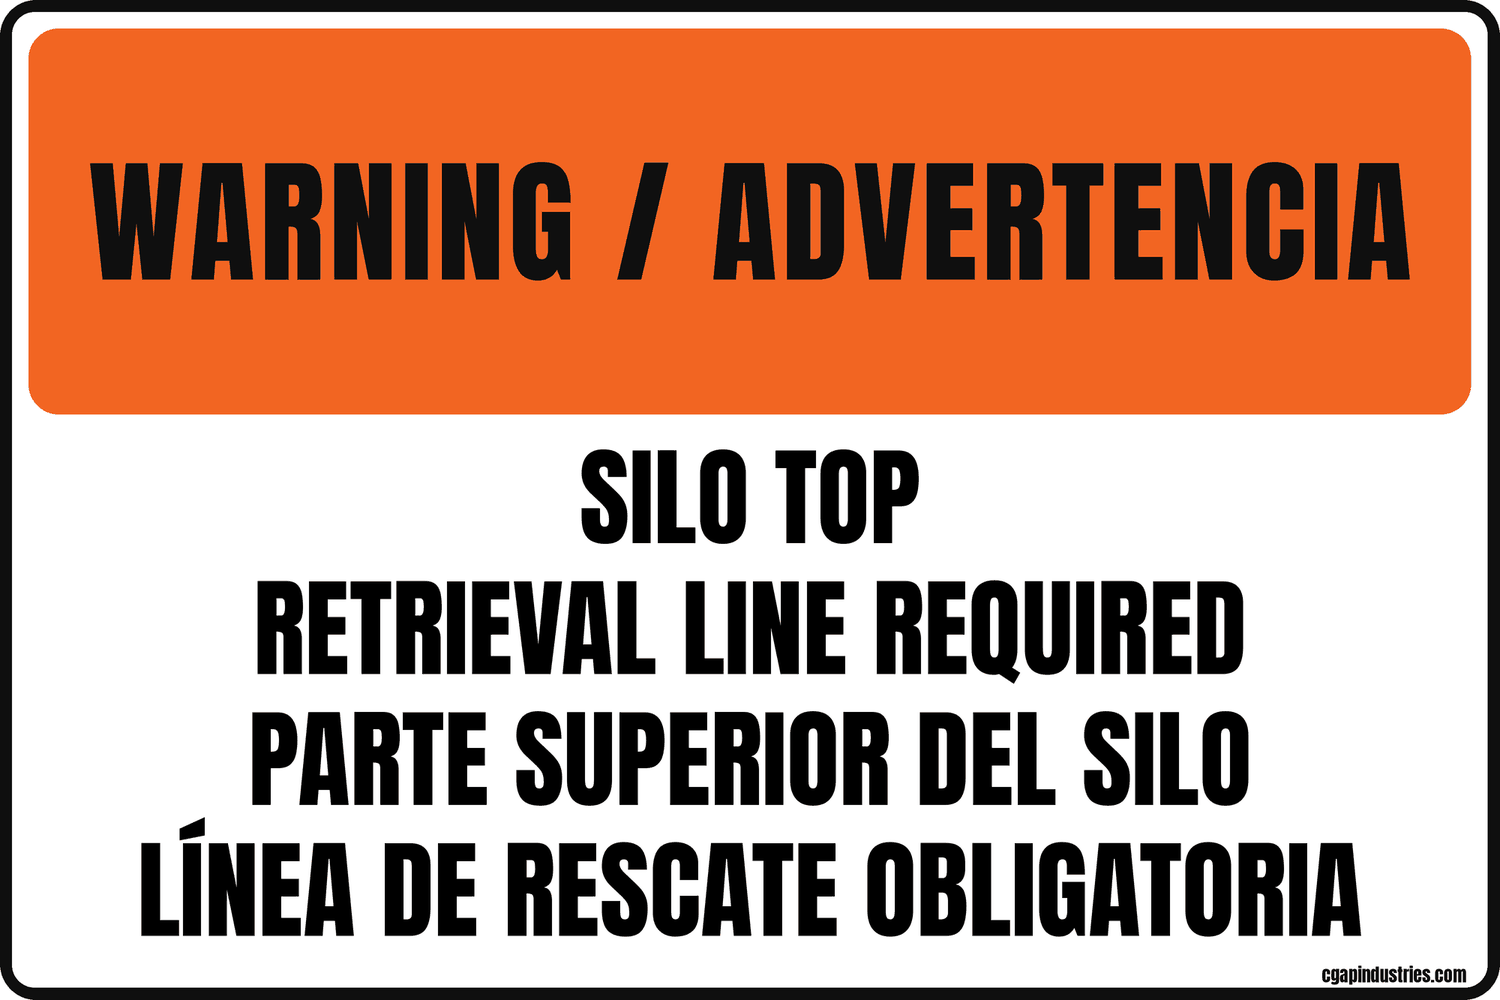 WARNING / ADVERTENCIA
SILO TOP
RETRIEVAL LINE REQUIRED
PARTE SUPERIOR DEL SILO
LÍNEA DE RESCATE OBLIGATORIA
cgapindustries.com